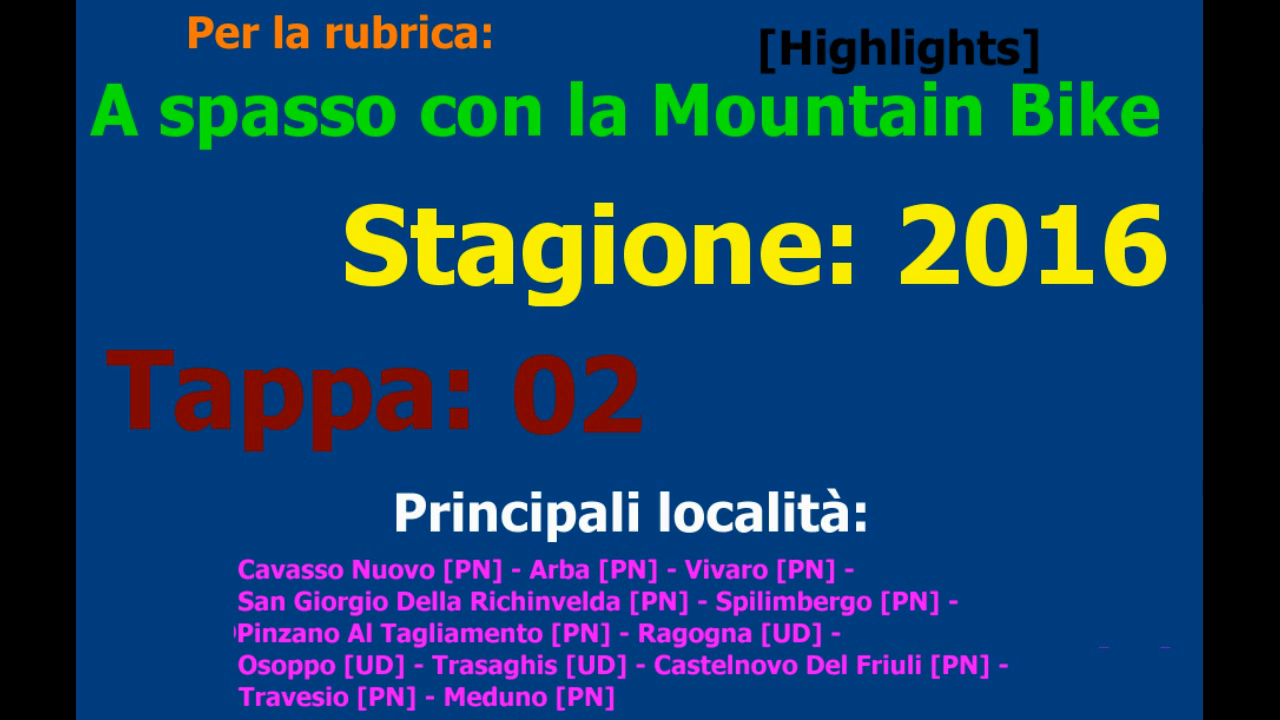 Per la rubrica:
[Highlights]
A spasso con la Mountain Bike
Stagione: 2016
Tappa: 02
Principali località:
Cavasso Nuovo [PN] - Arba [PN] - Vivaro [PN] -
San Giorgio Della Richinvelda [PN] - Spilimbergo [PN] -
Pinzano Al Tagliamento [PN] - Ragogna [UD] -
Osoppo [UD] - Trasaghis [UD] - Castelnovo Del Friuli [PN] -
Travesio [PN] - Meduno [PN]